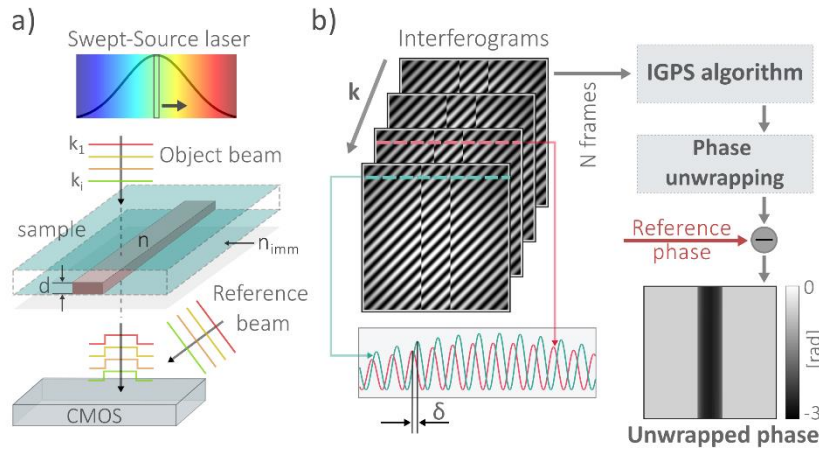 a)
Swept-Source laser
k1
Object beam
ki
sample
n
nimm
d
Reference
beam
CMOS
b)
Interferograms
k
N frames
δ
IGPS algorithm
Phase
unwrapping
Reference
phase
−
0
[rad]
-3
Unwrapped phase